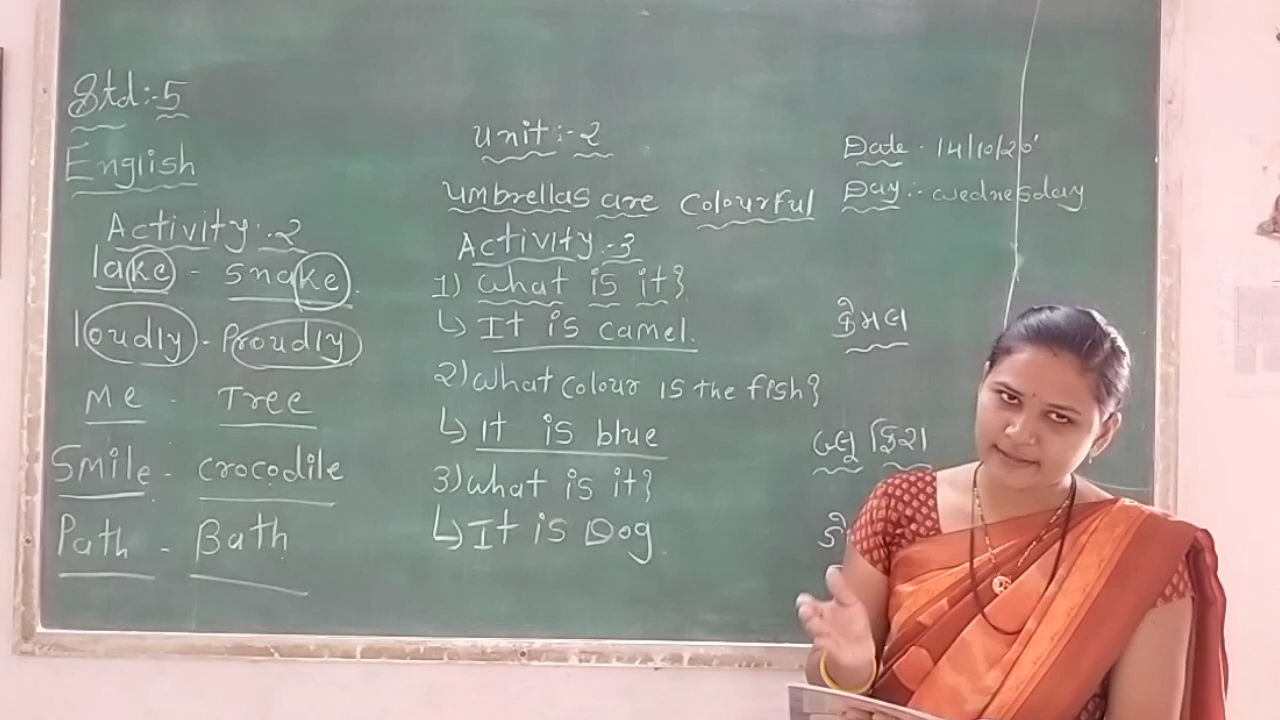 Std:-5
English
Activity:-2
lake - snake.
loudly - Proudly
Me - Tree
Smile - crocodile
Path - Bath
Unit:-2
Umbrellas are Colourful
Activity:-3
1) What is it?
↳ It is camel.
2) What Colour is the fish?
↳ It is blue
3) What is it?
↳ It is Dog
Date - 14/10/20'
Day:- Wednesday
કેમલ
બ્લુ ફિશ